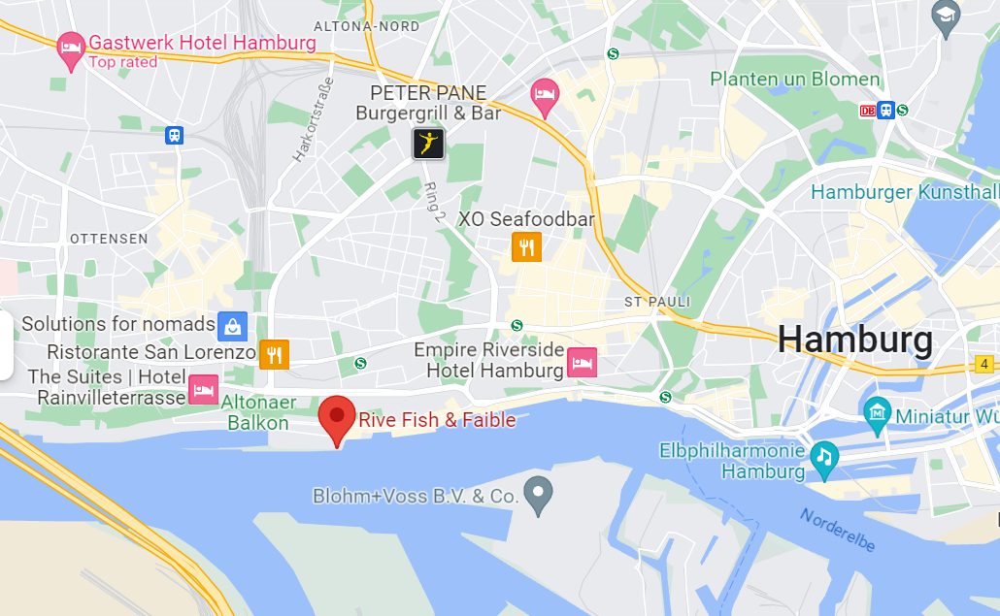 ALTONA-NORD
Gastwerk Hotel Hamburg
Top rated
Planten un Blomen
PETER PANE
Burgergrill & Bar
DB
S
S
Harkortstraße
Hamburger Kunsthall
Ring 2
XO Seafoodbar
OTTENSEN
ST PAULI
Solutions for nomads
S
Hamburg
Ristorante San Lorenzo
Empire Riverside
Hotel Hamburg
S
4
The Suites | Hotel
Rainvilleterrasse
S
Altonaer
Balkon
Rive Fish & Faible
Miniatur Wu
Elbphilharmonie
Hamburg
Blohm+Voss B.V. & Co.
Norderelbe